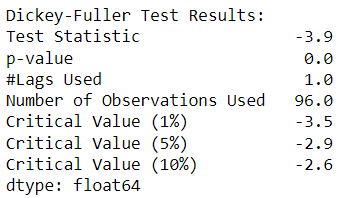 Dickey-Fuller Test Results:
Test Statistic -3.9
p-value 0.0
#Lags Used 1.0
Number of Observations Used 96.0
Critical Value (1%) -3.5
Critical Value (5%) -2.9
Critical Value (10%) -2.6
dtype: float64